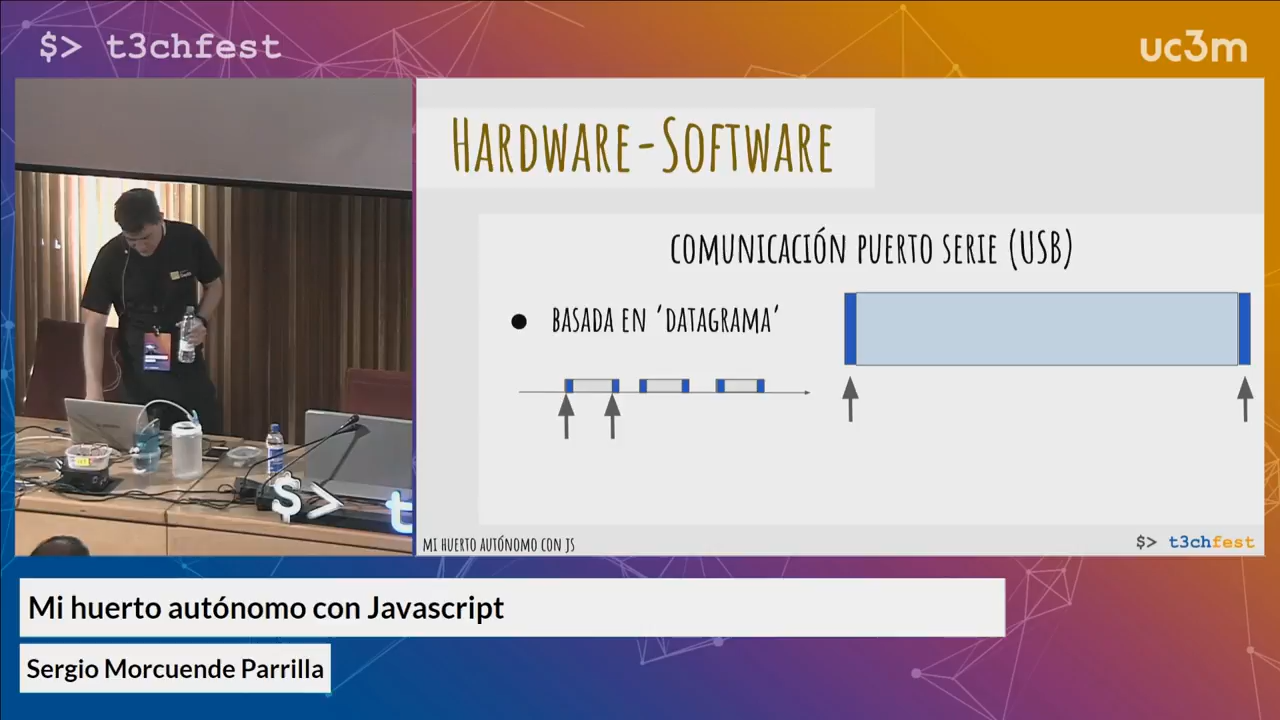 $> t3chfest
uc3m
HARDWARE-SOFTWARE
COMUNICACIÓN PUERTO SERIE (USB)
● BASADA EN 'DATAGRAMA'
MI HUERTO AUTÓNOMO CON JS
$> t3chfest
$> t
Mi huerto autónomo con Javascript
Sergio Morcuende Parrilla